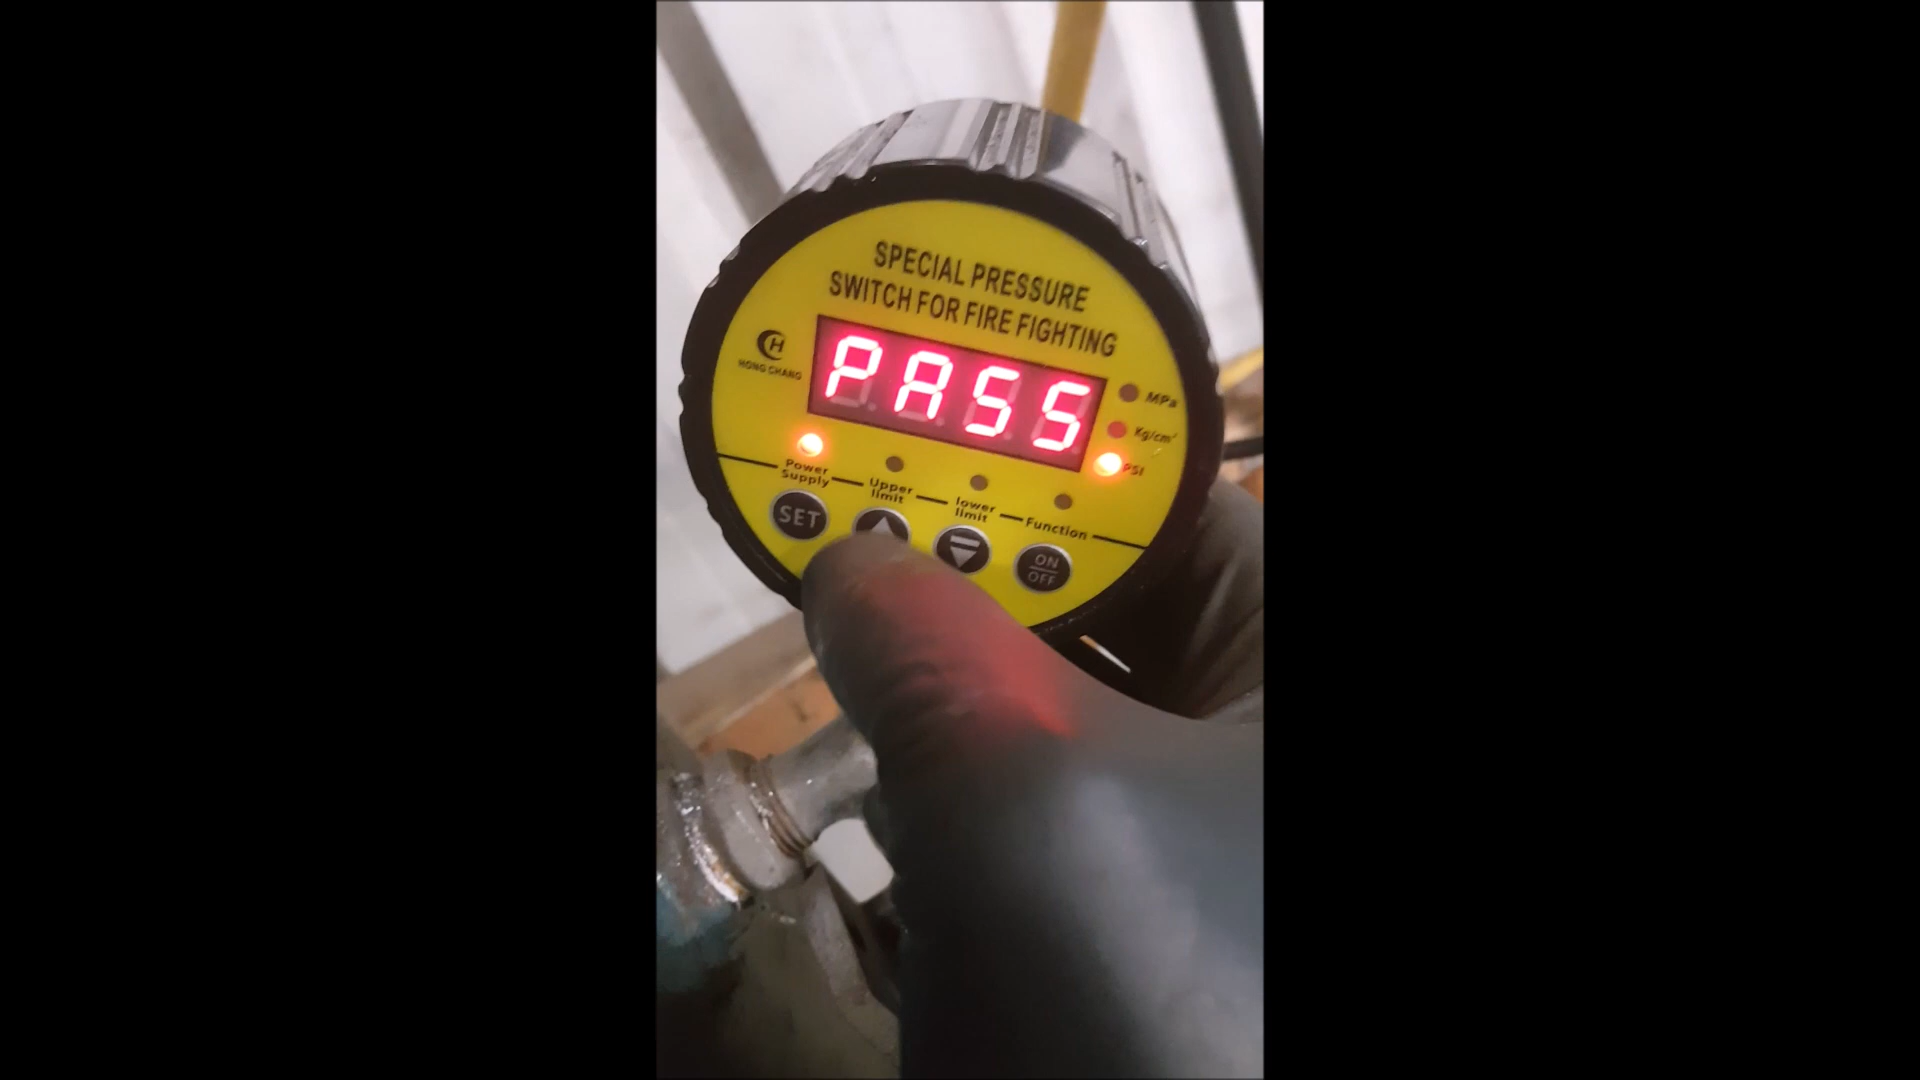 SPECIAL PRESSURE
SWITCH FOR FIRE FIGHTING
CH
HONG CHANG
PASS
MPa
Kg/cm²
PSI
Power
Supply
Upper
limit
lower
limit
Function
SET
ON
OFF